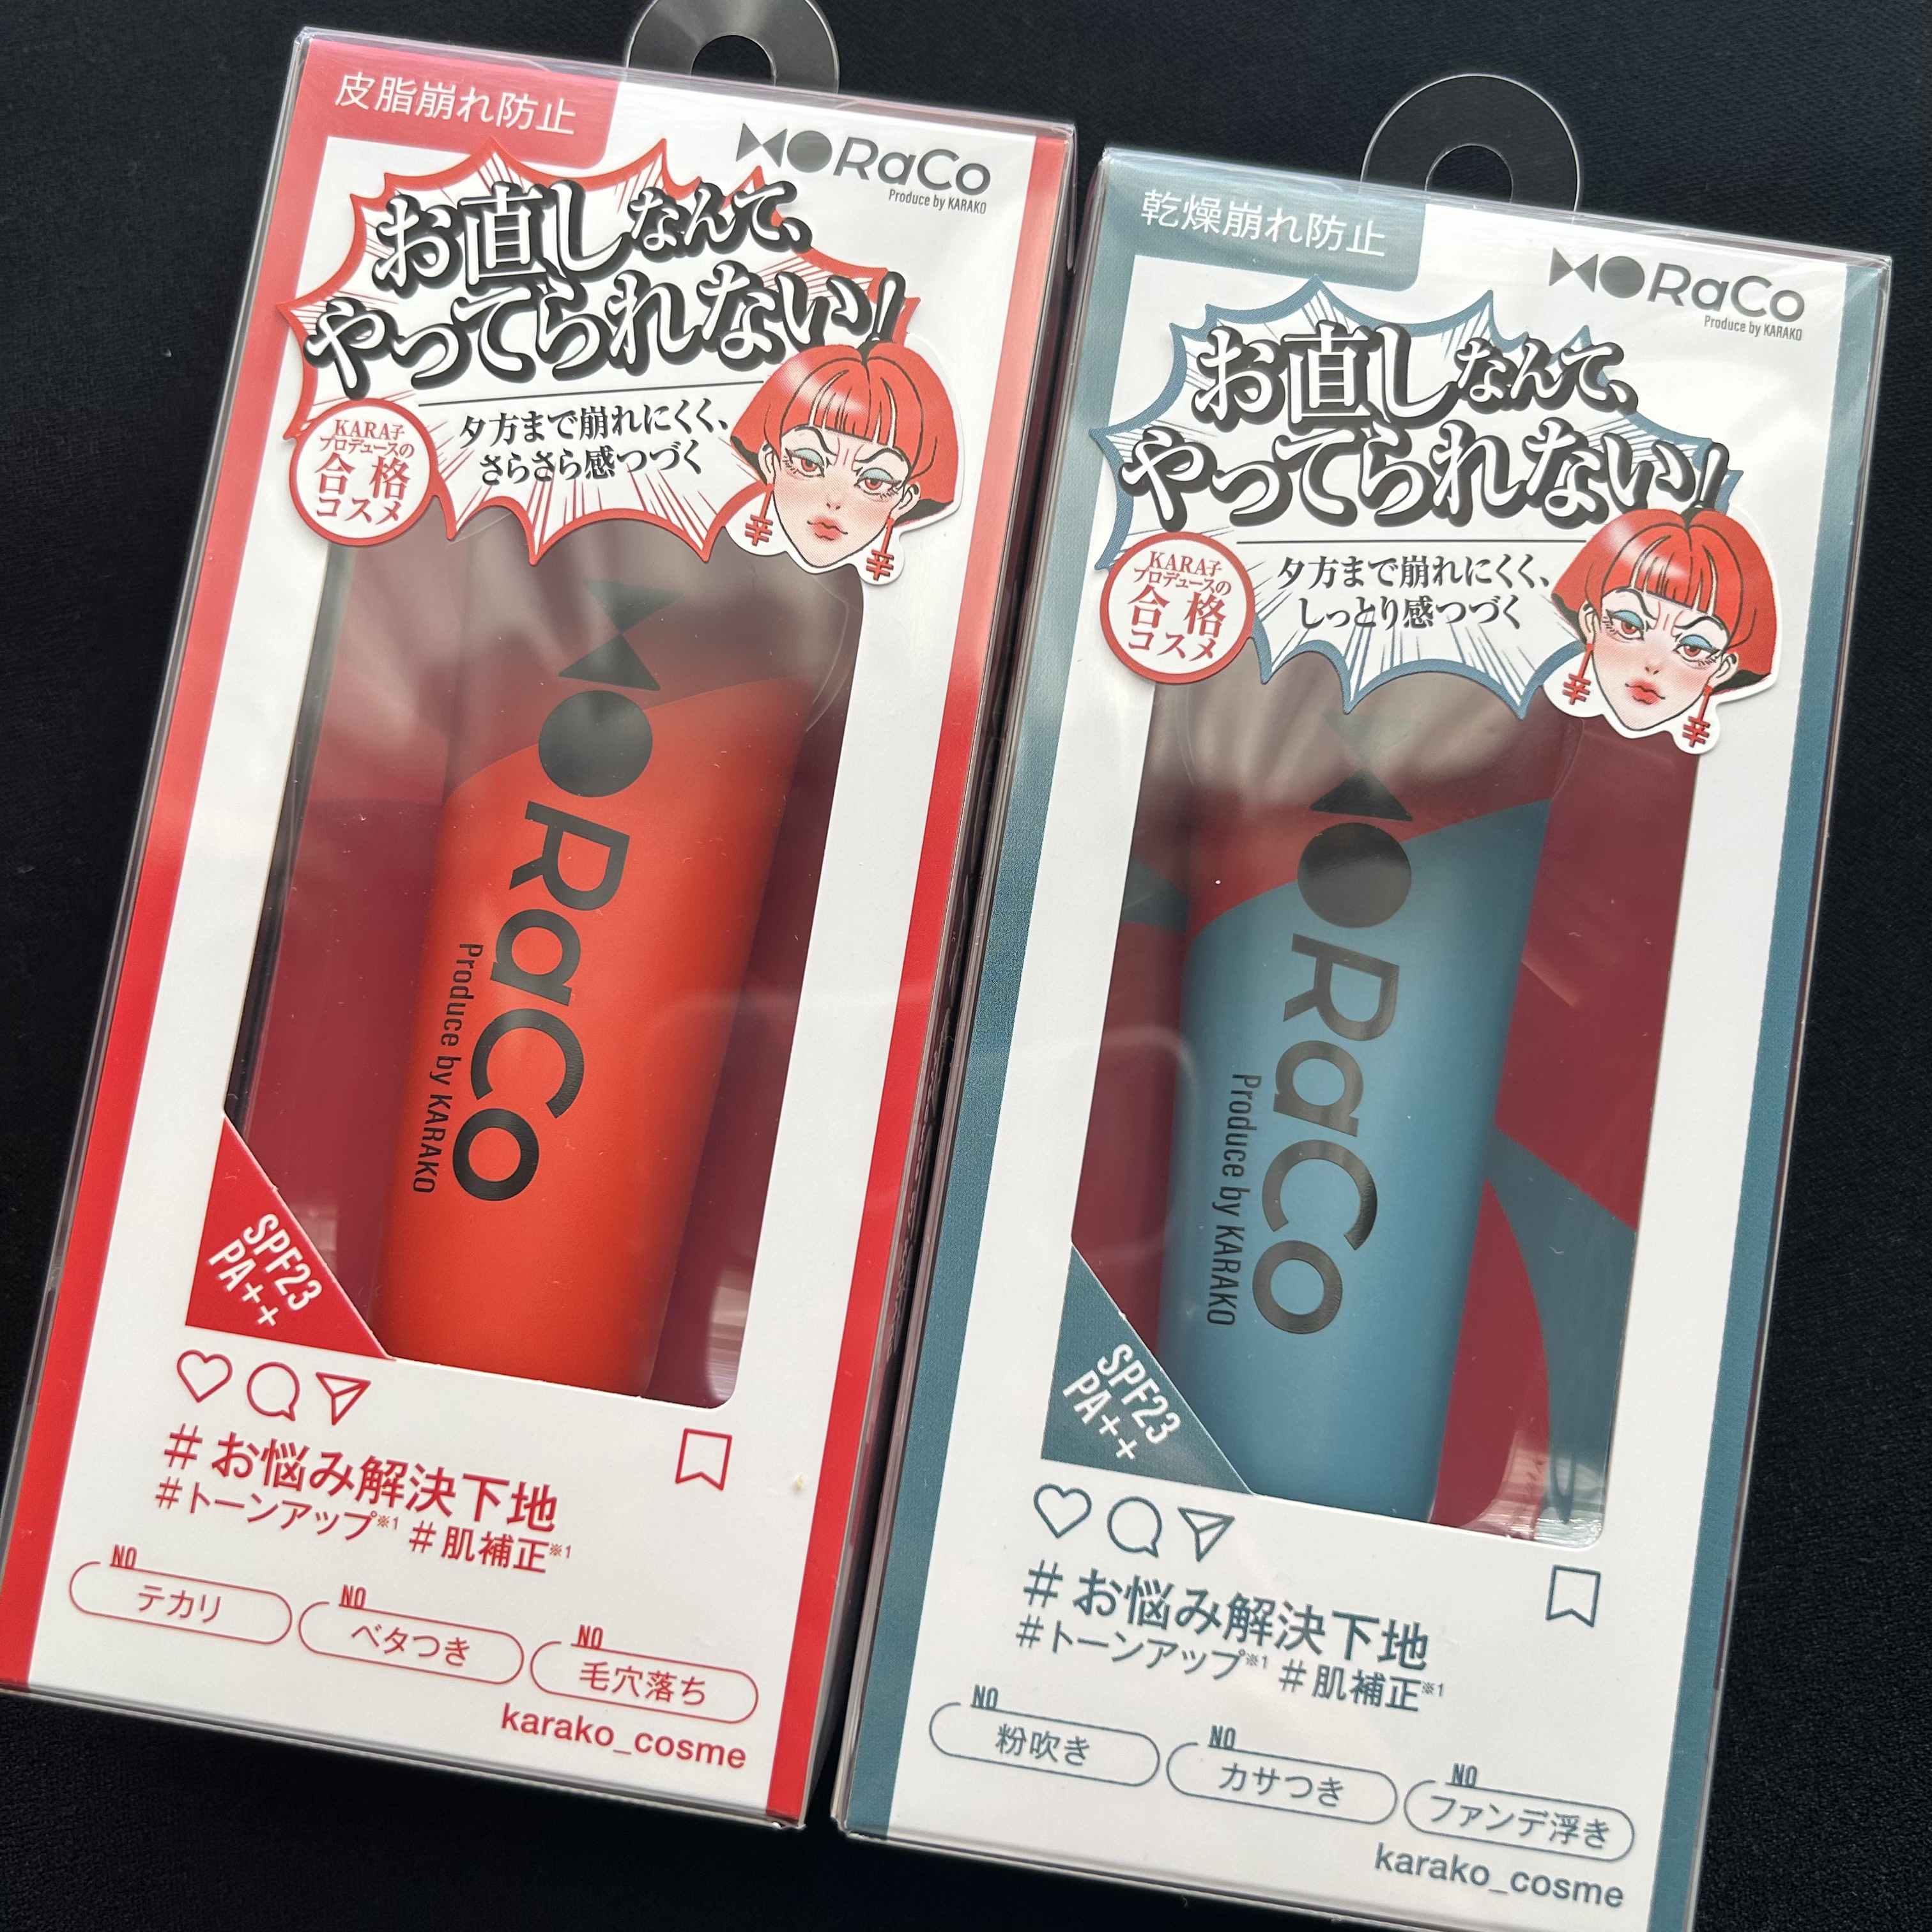 皮脂崩れ防止
RaCo
Produce by KARAKO
お直しなんて、
やってられない!
夕方まで崩れにくく、
さらさら感つづく
KARA子
プロデュースの
合格
コスメ
辛
辛
RaCo
Produce by KARAKO
SPF23
PA++
#お悩み解決下地
#トーンアップ※1 #肌補正※1
NO
テカリ
NO
ベタつき
NO
毛穴落ち
karako_cosme
乾燥崩れ防止
RaCo
Produce by KARAKO
お直しなんて、
やってられない!
夕方まで崩れにくく、
しっとり感つづく
KARA子
プロデュースの
合格
コスメ
辛
辛
RaCo
Produce by KARAKO
SPF23
PA++
#お悩み解決下地
#トーンアップ※1 #肌補正※1
NO
粉吹き
NO
カサつき
NO
ファンデ浮き
karako_cosme